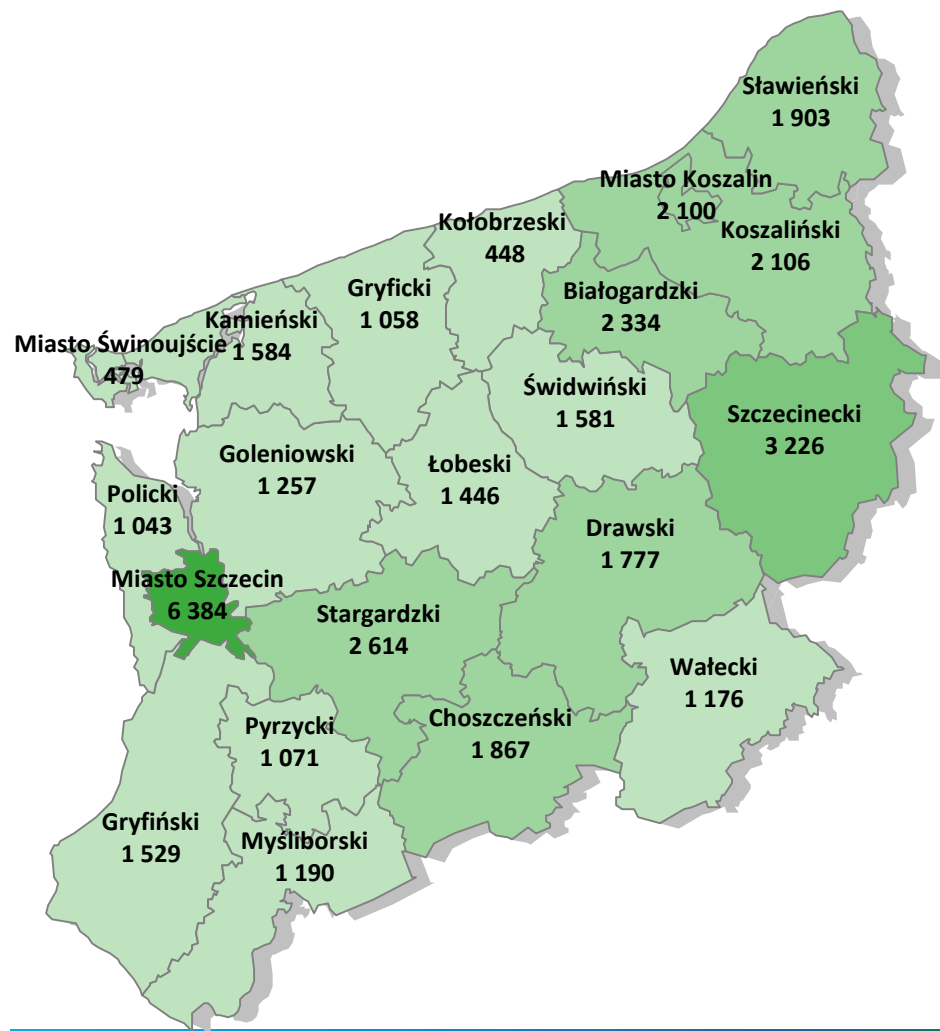 Sławieński
1 903
Miasto Koszalin
2 100
Koszaliński
2 106
Kołobrzeski
448
Gryficki
1 058
Białogardzki
2 334
Kamieński
1 584
Miasto Świnoujście
479
Świdwiński
1 581
Szczecinecki
3 226
Goleniowski
1 257
Łobeski
1 446
Policki
1 043
Drawski
1 777
Miasto Szczecin
6 384
Stargardzki
2 614
Wałecki
1 176
Pyrzycki
1 071
Choszczeński
1 867
Gryfiński
1 529
Myśliborski
1 190